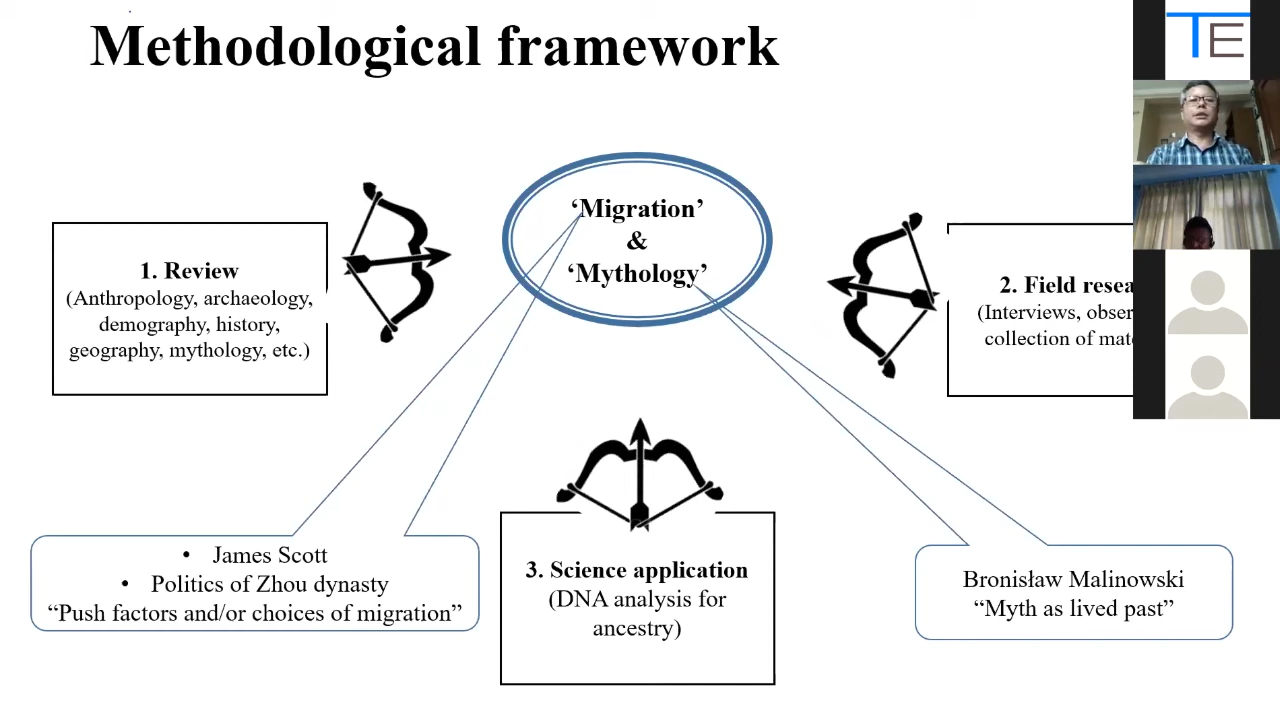 Methodological framework
TE
‘Migration’
&
‘Mythology’
1. Review
(Anthropology, archaeology,
demography, history,
geography, mythology, etc.)
2. Field resea
(Interviews, obser
collection of mat
• James Scott
• Politics of Zhou dynasty
“Push factors and/or choices of migration”
3. Science application
(DNA analysis for
ancestry)
Bronisław Malinowski
“Myth as lived past”